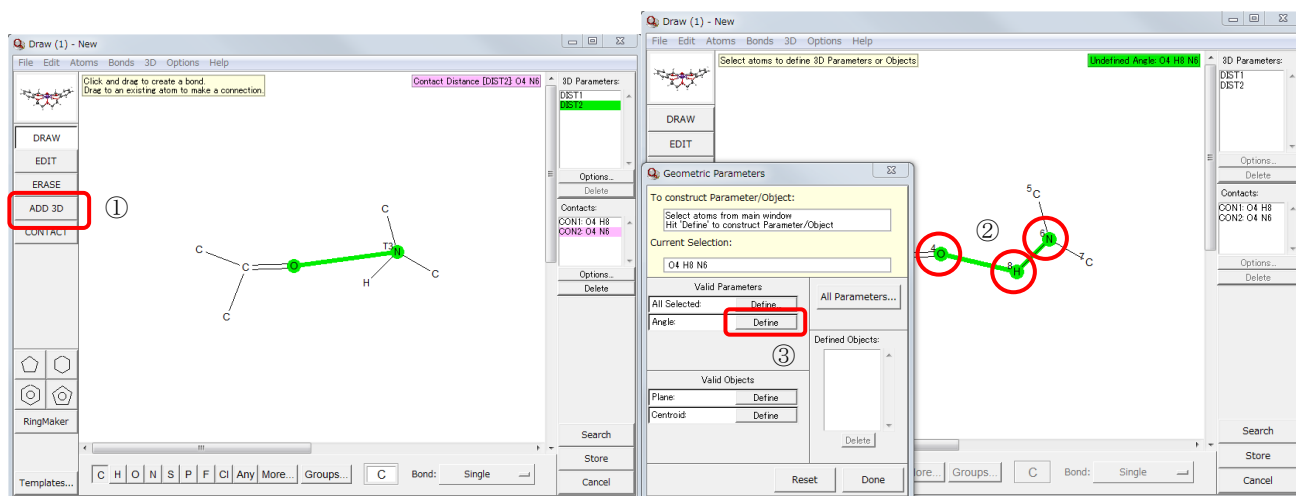 Draw (1) - New
File Edit Atoms Bonds 3D Options Help
Click and drag to create a bond.
Drag to an existing atom to make a connection.
Contact Distance [DIST2] O4 N6
3D Parameters:
DIST1
DIST2
Options...
Delete
Contacts:
CON1: O4 H8
CON2: O4 N6
Options...
Delete
DRAW
EDIT
ERASE
ADD 3D
①
CONTACT
C
C
O
C
C
T3
N
H
C
RingMaker
Templates...
C H O N S P F Cl Any More... Groups... C Bond: Single
Search
Store
Cancel
Draw (1) - New
File Edit Atoms Bonds 3D Options Help
Select atoms to define 3D Parameters or Objects
Undefined Angle: O4 H8 N6
3D Parameters:
DIST1
DIST2
Options...
Delete
Contacts:
CON1: O4 H8
CON2: O4 N6
Options...
Delete
DRAW
EDIT
5
C
②
6
N
4
O
8
H
7
C
Geometric Parameters
To construct Parameter/Object:
Select atoms from main window
Hit 'Define' to construct Parameter/Object
Current Selection:
O4 H8 N6
Valid Parameters
All Selected: Define
Angle: Define
③
All Parameters...
Defined Objects:
Delete
Valid Objects
Plane: Define
Centroid: Define
Reset Done
Groups... C Bond: Single
Search
Store
Cancel